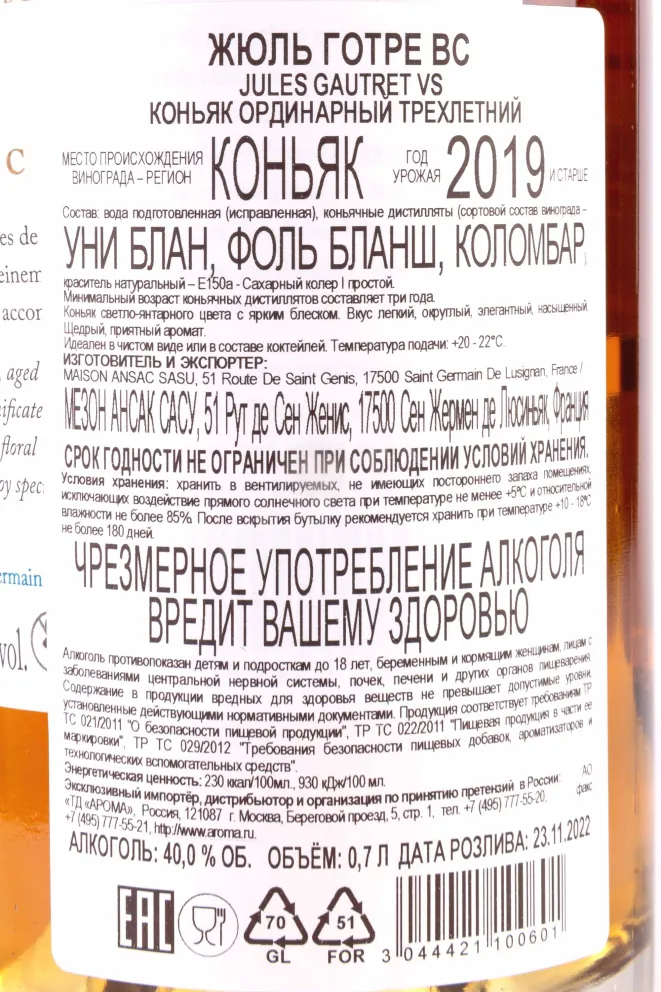 ЖЮЛЬ ГОТРЕ ВС
JULES GAUTRET VS
КОНЬЯК ОРДИНАРНЫЙ ТРЕХЛЕТНИЙ
МЕСТО ПРОИСХОЖДЕНИЯ
ВИНОГРАДА – РЕГИОН
КОНЬЯК
ГОД
УРОЖАЯ
2019
И СТАРШЕ
Состав: вода подготовленная (исправленная), коньячные дистилляты (сортовой состав винограда –
УНИ БЛАН, ФОЛЬ БЛАНШ, КОЛОМБАР,
краситель натуральный – Е150а - Сахарный колер I простой.
Минимальный возраст коньячных дистиллятов составляет три года.
Коньяк светло-янтарного цвета с ярким блеском. Вкус легкий, округлый, элегантный, насыщенный.
Щедрый, приятный аромат.
Идеален в чистом виде или в составе коктейлей. Температура подачи: +20 - 22°С.
ИЗГОТОВИТЕЛЬ И ЭКСПОРТЕР:
MAISON ANSAC SASU, 51 Route De Saint Genis, 17500 Saint Germain De Lusignan, France /
МЕЗОН АНСАК САСУ, 51 Рут де Сен Женис, 17500 Сен Жермен де Люсиньян, Франция
СРОК ГОДНОСТИ НЕ ОГРАНИЧЕН ПРИ СОБЛЮДЕНИИ УСЛОВИЙ ХРАНЕНИЯ.
Условия хранения: хранить в вентилируемых, не имеющих постороннего запаха помещениях,
исключающих воздействие прямого солнечного света при температуре не менее +5°С и относительной
влажности не более 85%. После вскрытия бутылку рекомендуется хранить при температуре +10 - 18°С
не более 180 дней.
ЧРЕЗМЕРНОЕ УПОТРЕБЛЕНИЕ АЛКОГОЛЯ
ВРЕДИТ ВАШЕМУ ЗДОРОВЬЮ
Алкоголь противопоказан детям и подросткам до 18 лет, беременным и кормящим женщинам, лицам с
заболеваниями центральной нервной системы, почек, печени и других органов пищеварения.
Содержание в продукции вредных для здоровья веществ не превышает допустимые уровни,
установленные действующими нормативными документами. Продукция соответствует требованиям ТР
ТС 021/2011 "О безопасности пищевой продукции", ТР ТС 022/2011 "Пищевая продукция в части ее
маркировки", ТР ТС 029/2012 "Требования безопасности пищевых добавок, ароматизаторов и
технологических вспомогательных средств".
Энергетическая ценность: 230 ккал/100мл., 930 кДж/100 мл.
Эксклюзивный импортёр, дистрибьютор и организация по принятию претензий в России: АО
«ТД «АРОМА», Россия, 121087 г. Москва, Береговой проезд, 5, стр. 1, тел. +7 (495) 777-55-20, факс
+7 (495) 777-55-21, http://www.aroma.ru.
АЛКОГОЛЬ: 40,0 % ОБ. ОБЪЁМ: 0,7 Л ДАТА РОЗЛИВА: 23.11.2022
EAC
70
GL
51
FOR
3 044421 100601
C
es de
accor
aged
floral
vol.